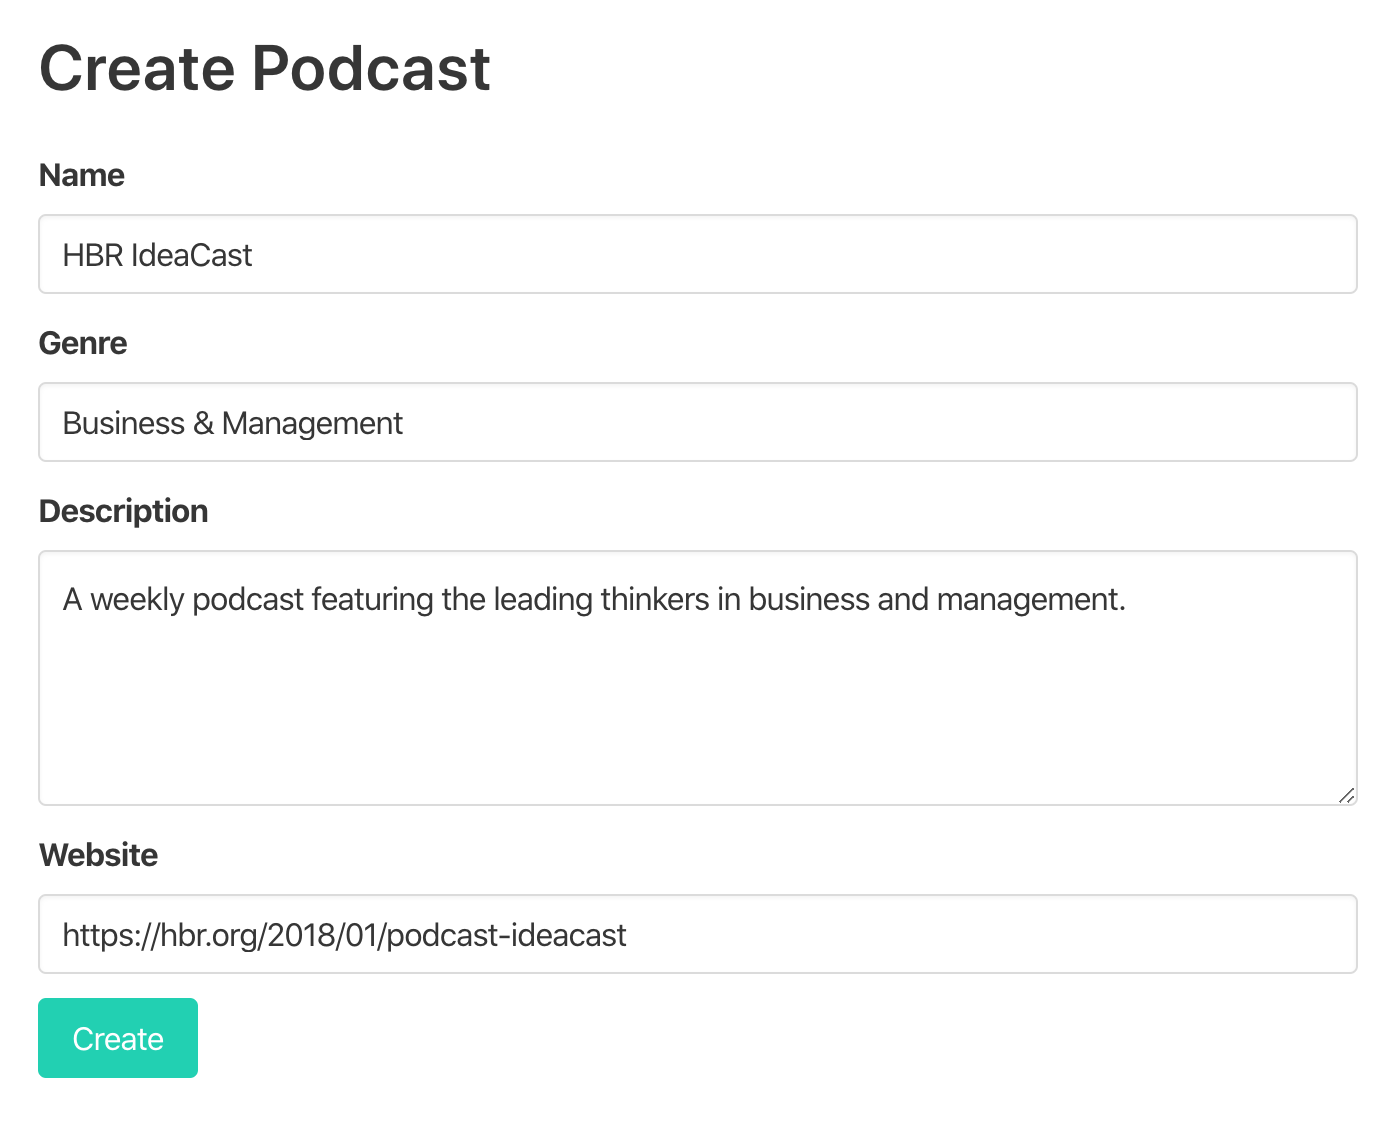 Create Podcast
Name
HBR IdeaCast
Genre
Business & Management
Description
A weekly podcast featuring the leading thinkers in business and management.
Website
https://hbr.org/2018/01/podcast-ideacast
Create